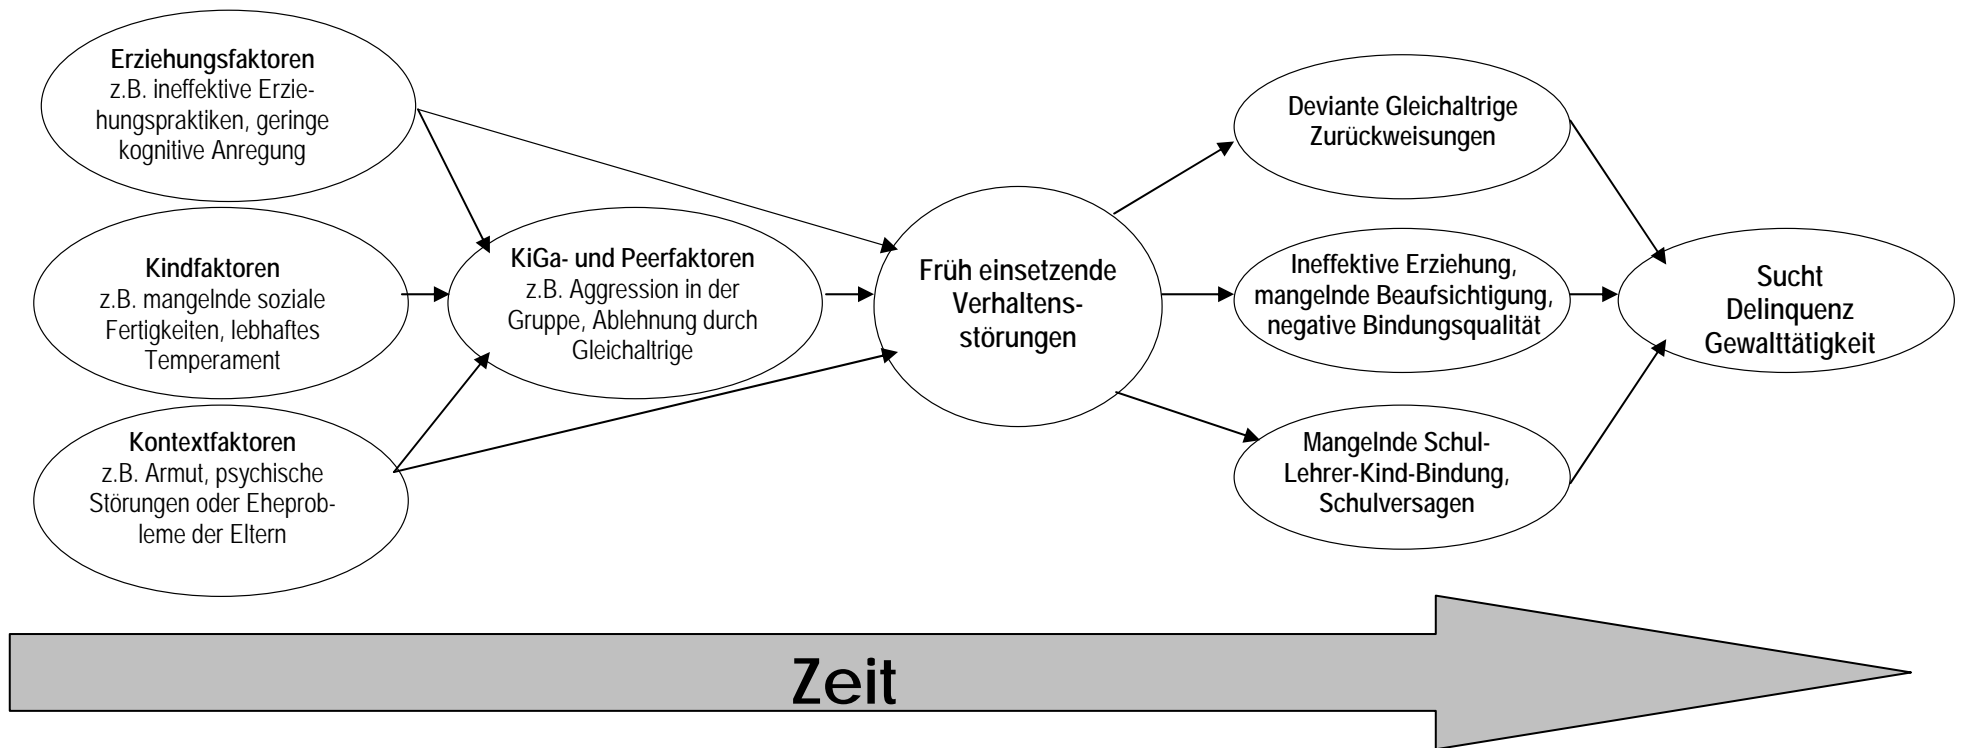 Erziehungsfaktoren
z.B. ineffektive Erzie-
hungspraktiken, geringe
kognitive Anregung
Kindfaktoren
z.B. mangelnde soziale
Fertigkeiten, lebhaftes
Temperament
Kontextfaktoren
z.B. Armut, psychische
Störungen oder Eheprob-
leme der Eltern
KiGa- und Peerfaktoren
z.B. Aggression in der
Gruppe, Ablehnung durch
Gleichaltrige
Früh einsetzende
Verhaltens-
störungen
Deviante Gleichaltrige
Zurückweisungen
Ineffektive Erziehung,
mangelnde Beaufsichtigung,
negative Bindungsqualität
Mangelnde Schul-
Lehrer-Kind-Bindung,
Schulversagen
Sucht
Delinquenz
Gewalttätigkeit
Zeit